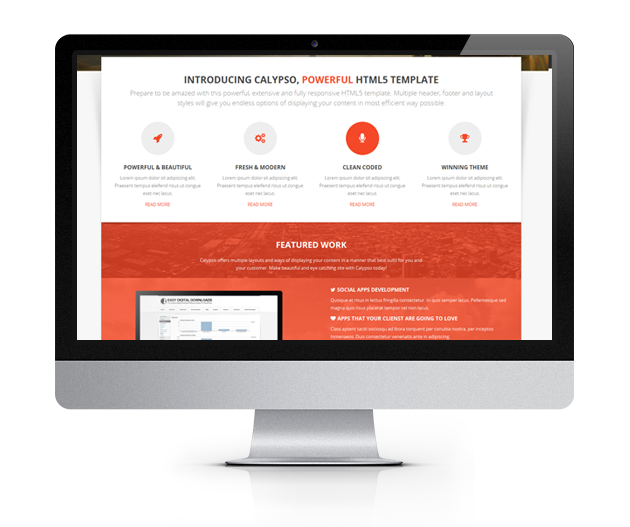 INTRODUCING CALYPSO, POWERFUL HTML5 TEMPLATE
Prepare to be amazed with this powerful, extensive and fully responsive HTML5 template. Multiple header, footer and layout
styles will give you endless options of displaying your content in most efficient way possible.
POWERFUL & BEAUTIFUL
Lorem ipsum dolor sit adipiscing elit.
Praesent tempus eleifend risus ut congue
eset nec lacus.
READ MORE
FRESH & MODERN
Lorem ipsum dolor sit adipiscing elit.
Praesent tempus eleifend risus ut congue
eset nec lacus.
READ MORE
CLEAN CODED
Lorem ipsum dolor sit adipiscing elit.
Praesent tempus eleifend risus ut congue
eset nec lacus.
READ MORE
WINNING THEME
Lorem ipsum dolor sit adipiscing elit.
Praesent tempus eleifend risus ut congue
eset nec lacus.
READ MORE
FEATURED WORK
Calypso offers multiple layouts and ways of displaying your content in a manner that best suits for you and
your customer. Make beautiful and eye catching site with Calypso today!
EASY DIGITAL DOWNLOADS
SOCIAL APPS DEVELOPMENT
Quisque et mus in lectus fringilla consectetur. In quis semper lacus. Pellentesque sed
magna quis risus placerat tempor vel non lacus.
APPS THAT YOUR CLIENST ARE GOING TO LOVE
Class aptent taciti sociosqu ad litora torquent per conubia nostra, per inceptos
himenaeos. Duis consectetur venenatis ante in adipiscing.